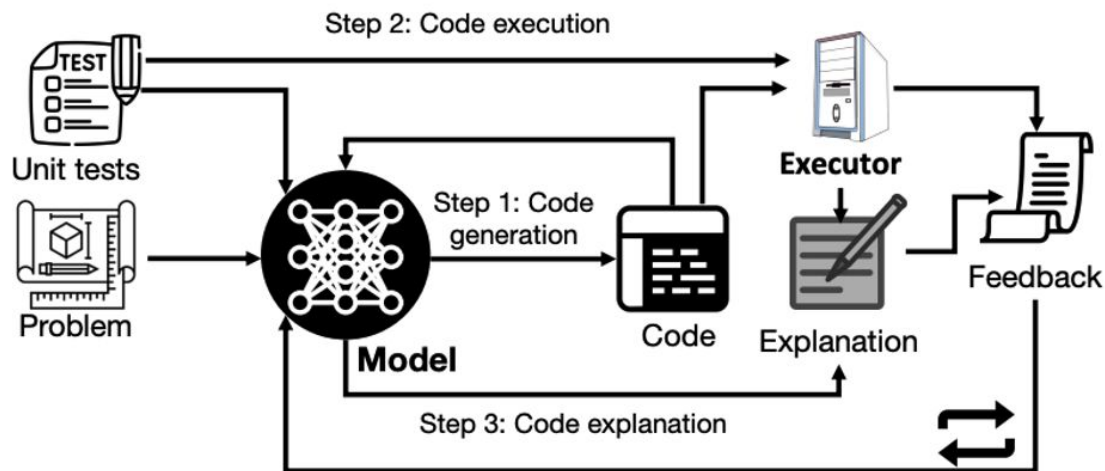 Step 2: Code execution
TEST
Unit tests
Executor
Step 1: Code
generation
Problem
Model
Code
Explanation
Feedback
Step 3: Code explanation